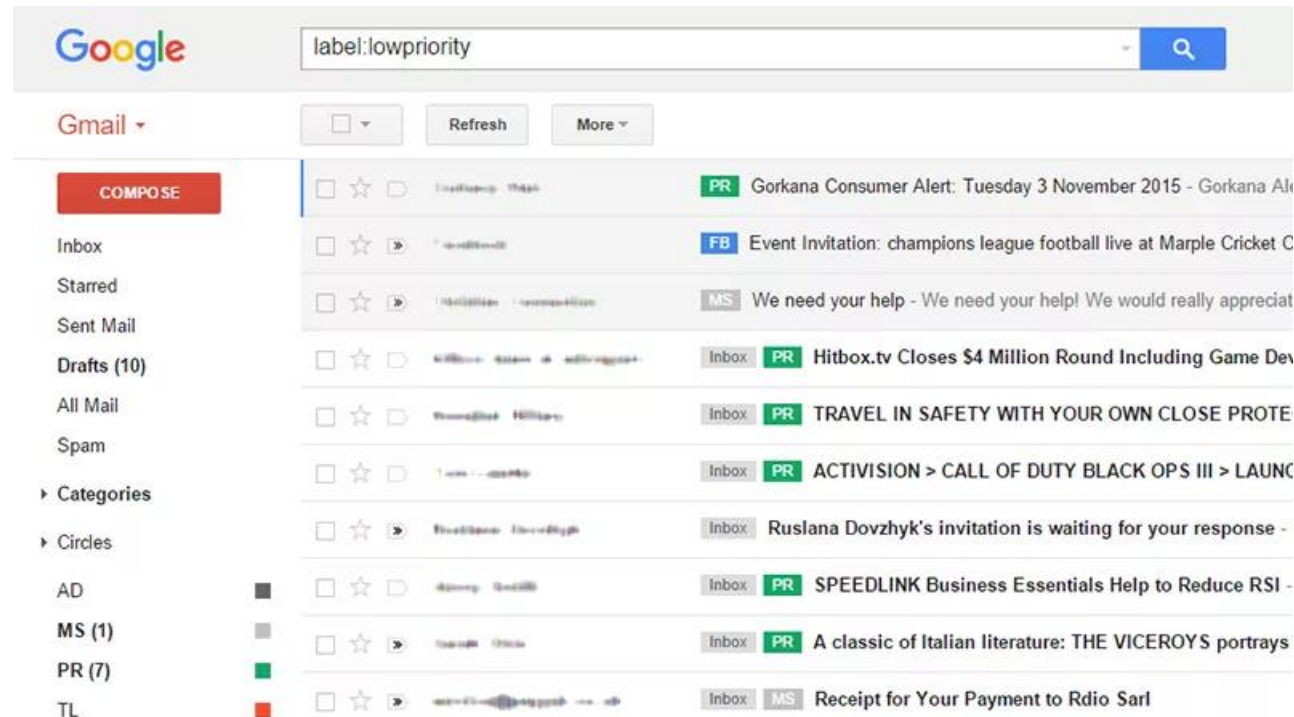 Google
label:lowpriority
Gmail
Refresh
More
COMPOSE
Inbox
Starred
Sent Mail
Drafts (10)
All Mail
Spam
Categories
Circles
AD
MS (1)
PR (7)
TL
PR Gorkana Consumer Alert: Tuesday 3 November 2015 - Gorkana Ale
FB Event Invitation: champions league football live at Marple Cricket C
MS We need your help - We need your help! We would really appreciat
Inbox PR Hitbox.tv Closes $4 Million Round Including Game Dev
Inbox PR TRAVEL IN SAFETY WITH YOUR OWN CLOSE PROTE
Inbox PR ACTIVISION > CALL OF DUTY BLACK OPS III > LAUNC
Inbox Ruslana Dovzhyk's invitation is waiting for your response -
Inbox PR SPEEDLINK Business Essentials Help to Reduce RSI -
Inbox PR A classic of Italian literature: THE VICEROYS portrays
Inbox MS Receipt for Your Payment to Rdio Sarl